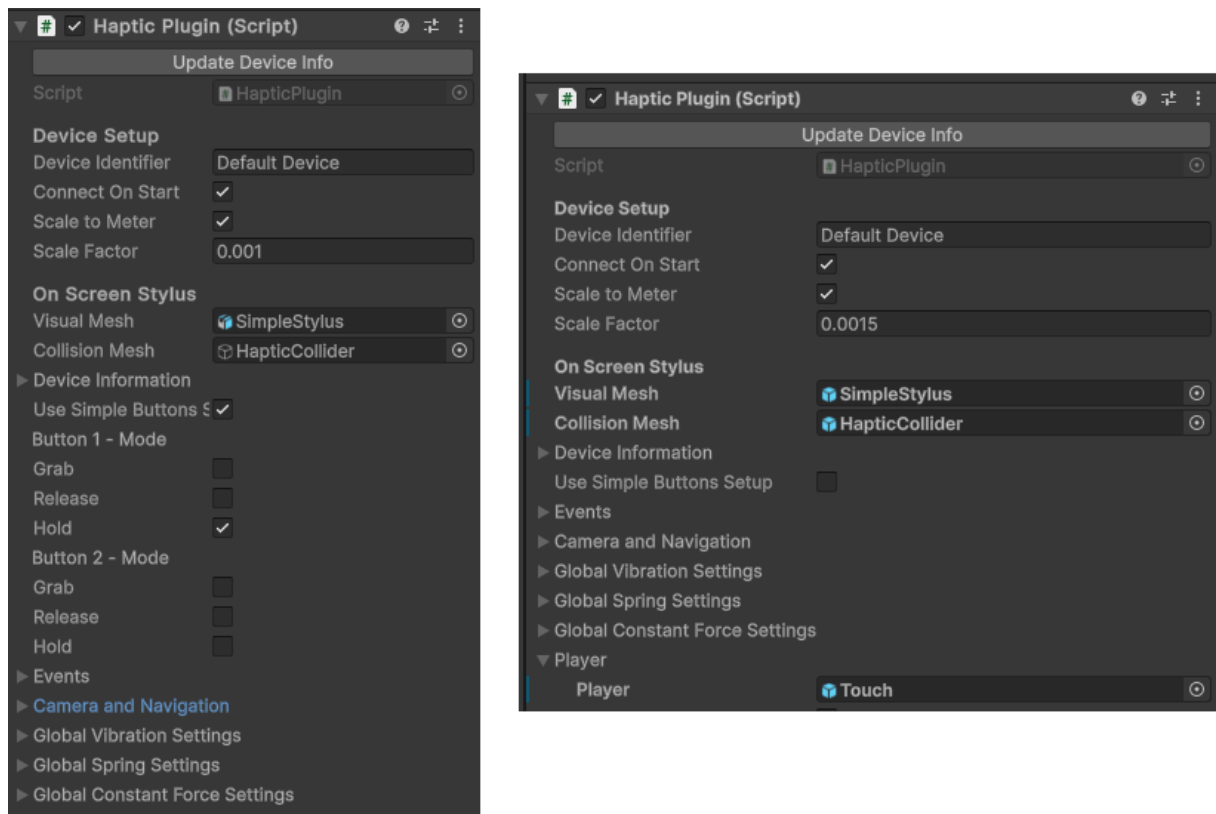 Haptic Plugin (Script)
Update Device Info
Script HapticPlugin
Device Setup
Device Identifier Default Device
Connect On Start
Scale to Meter
Scale Factor 0.001
On Screen Stylus
Visual Mesh SimpleStylus
Collision Mesh HapticCollider
Device Information
Use Simple Buttons S
Button 1 - Mode
Grab
Release
Hold
Button 2 - Mode
Grab
Release
Hold
Events
Camera and Navigation
Global Vibration Settings
Global Spring Settings
Global Constant Force Settings
Haptic Plugin (Script)
Update Device Info
Script HapticPlugin
Device Setup
Device Identifier Default Device
Connect On Start
Scale to Meter
Scale Factor 0.0015
On Screen Stylus
Visual Mesh SimpleStylus
Collision Mesh HapticCollider
Device Information
Use Simple Buttons Setup
Events
Camera and Navigation
Global Vibration Settings
Global Spring Settings
Global Constant Force Settings
Player
Player Touch